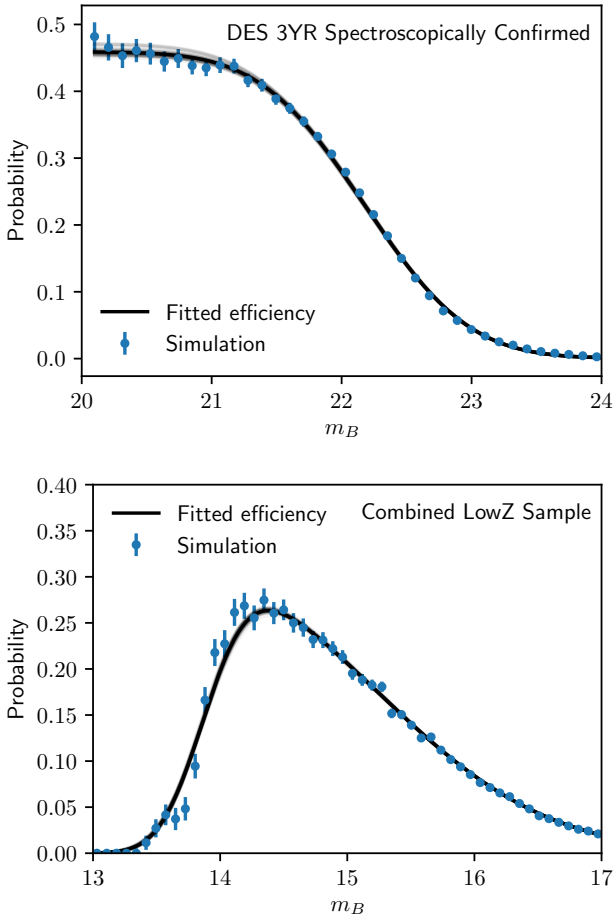 DES 3YR Spectroscopically Confirmed
0.5
0.4
0.3
0.2
0.1
0.0
Probability
Fitted efficiency
Simulation
20 21 22 23 24
m_B
Combined LowZ Sample
0.40
0.35
0.30
0.25
0.20
0.15
0.10
0.05
0.00
Probability
Fitted efficiency
Simulation
13 14 15 16 17
m_B